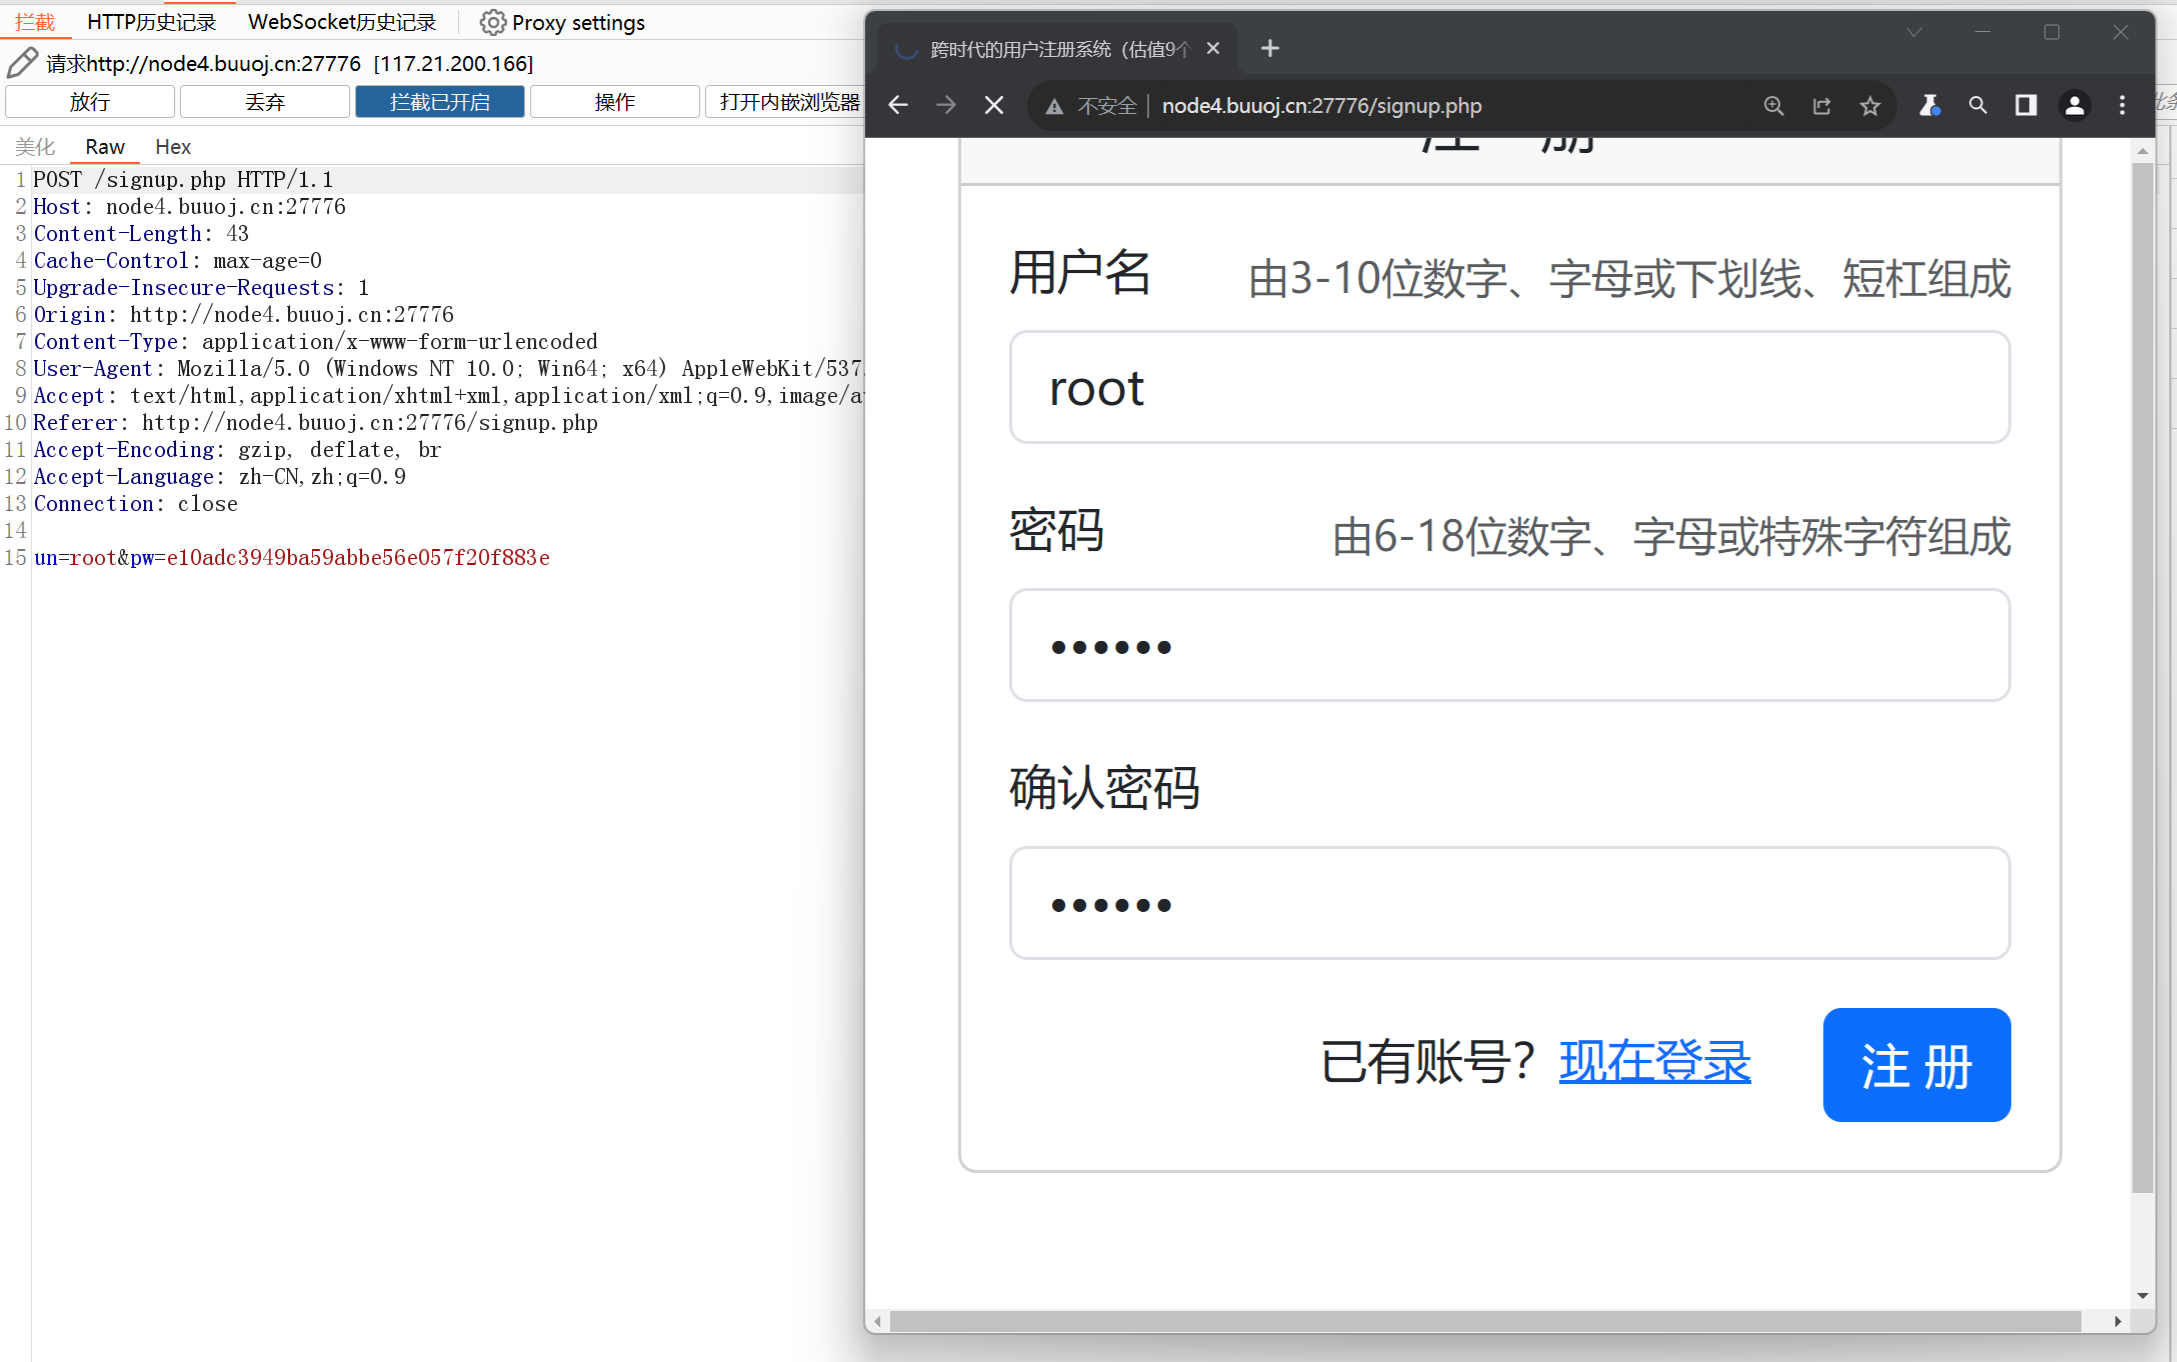 拦截 HTTP历史记录 WebSocket历史记录 Proxy settings
请求http://node4.buuoj.cn:27776 [117.21.200.166]
放行 丢弃 拦截已开启 操作 打开内嵌浏览器
美化 Raw Hex
1 POST /signup.php HTTP/1.1
2 Host: node4.buuoj.cn:27776
3 Content-Length: 43
4 Cache-Control: max-age=0
5 Upgrade-Insecure-Requests: 1
6 Origin: http://node4.buuoj.cn:27776
7 Content-Type: application/x-www-form-urlencoded
8 User-Agent: Mozilla/5.0 (Windows NT 10.0; Win64; x64) AppleWebKit/537.
9 Accept: text/html,application/xhtml+xml,application/xml;q=0.9,image/a
10 Referer: http://node4.buuoj.cn:27776/signup.php
11 Accept-Encoding: gzip, deflate, br
12 Accept-Language: zh-CN,zh;q=0.9
13 Connection: close
14
15 un=root&pw=e10adc3949ba59abbe56e057f20f883e
跨时代的用户注册系统（估值9个
不安全 node4.buuoj.cn:27776/signup.php
注 册
用户名 由3-10位数字、字母或下划线、短杠组成
root
密码 由6-18位数字、字母或特殊字符组成
••••••
确认密码
••••••
已有账号？现在登录 注 册